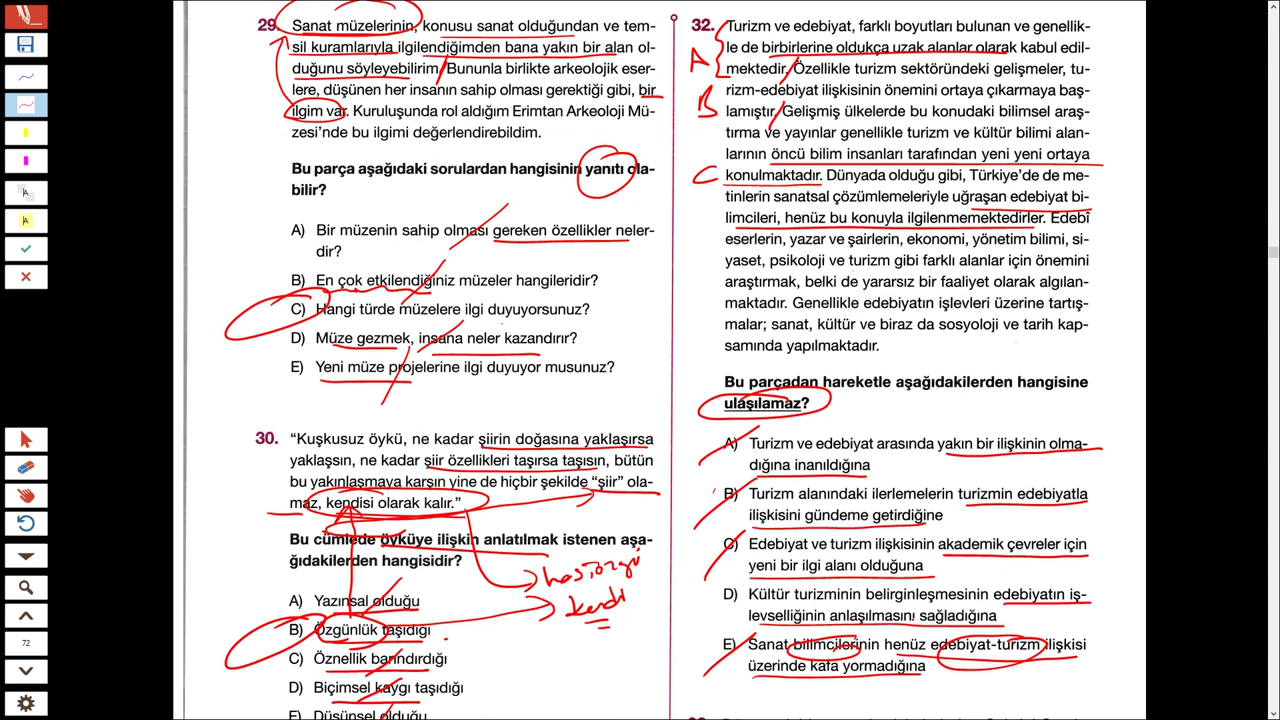 29. Sanat müzelerinin, konusu sanat olduğundan ve tem-
sil kuramlarıyla ilgilendiğimden bana yakın bir alan ol-
duğunu söyleyebilirim. Bununla birlikte arkeolojik eser-
lere, düşünen her insanın sahip olması gerektiği gibi, bir
ilgim var. Kuruluşunda rol aldığım Erimtan Arkeoloji Mü-
zesi’nde bu ilgimi değerlendirebildim.
Bu parça aşağıdaki sorulardan hangisinin yanıtı ola-
bilir?
A) Bir müzenin sahip olması gereken özellikler neler-
dir?
B) En çok etkilendiğiniz müzeler hangileridir?
C) Hangi türde müzelere ilgi duyuyorsunuz?
D) Müze gezmek, insana neler kazandırır?
E) Yeni müze projelerine ilgi duyuyor musunuz?
30. “Kuşkusuz öykü, ne kadar şiirin doğasına yaklaşırsa
yaklaşsın, ne kadar şiir özellikleri taşırsa taşısın, bütün
bu yakınlaşmaya karşın yine de hiçbir şekilde “şiir” ola-
maz, kendisi olarak kalır.”
Bu cümlede öyküye ilişkin anlatılmak istenen aşa-
ğıdakilerden hangisidir?
has, özgü
kendi
A) Yazınsal olduğu
B) Özgünlük taşıdığı
C) Öznellik barındırdığı
D) Biçimsel kaygı taşıdığı
E) Düşünsel olduğu
32. Turizm ve edebiyat, farklı boyutları bulunan ve genellik-
le de birbirlerine oldukça uzak alanlar olarak kabul edil-
A mektedir. Özellikle turizm sektöründeki gelişmeler, tu-
rizm-edebiyat ilişkisinin önemini ortaya çıkarmaya baş-
B lamıştır. Gelişmiş ülkelerde bu konudaki bilimsel araş-
tırma ve yayınlar genellikle turizm ve kültür bilimi alan-
larının öncü bilim insanları tarafından yeni yeni ortaya
C konulmaktadır. Dünyada olduğu gibi, Türkiye’de de me-
tinlerin sanatsal çözümlemeleriyle uğraşan edebiyat bi-
limcileri, henüz bu konuyla ilgilenmemektedirler. Edebî
eserlerin, yazar ve şairlerin, ekonomi, yönetim bilimi, si-
yaset, psikoloji ve turizm gibi farklı alanlar için önemini
araştırmak, belki de yararsız bir faaliyet olarak algılan-
maktadır. Genellikle edebiyatın işlevleri üzerine tartış-
malar; sanat, kültür ve biraz da sosyoloji ve tarih kap-
samında yapılmaktadır.
Bu parçadan hareketle aşağıdakilerden hangisine
ulaşılamaz?
A) Turizm ve edebiyat arasında yakın bir ilişkinin olma-
dığına inanıldığına
B) Turizm alanındaki ilerlemelerin turizmin edebiyatla
ilişkisini gündeme getirdiğine
C) Edebiyat ve turizm ilişkisinin akademik çevreler için
yeni bir ilgi alanı olduğuna
D) Kültür turizminin belirginleşmesinin edebiyatın iş-
levselliğinin anlaşılmasını sağladığına
E) Sanat bilimcilerinin henüz edebiyat-turizm ilişkisi
üzerinde kafa yormadığına
72